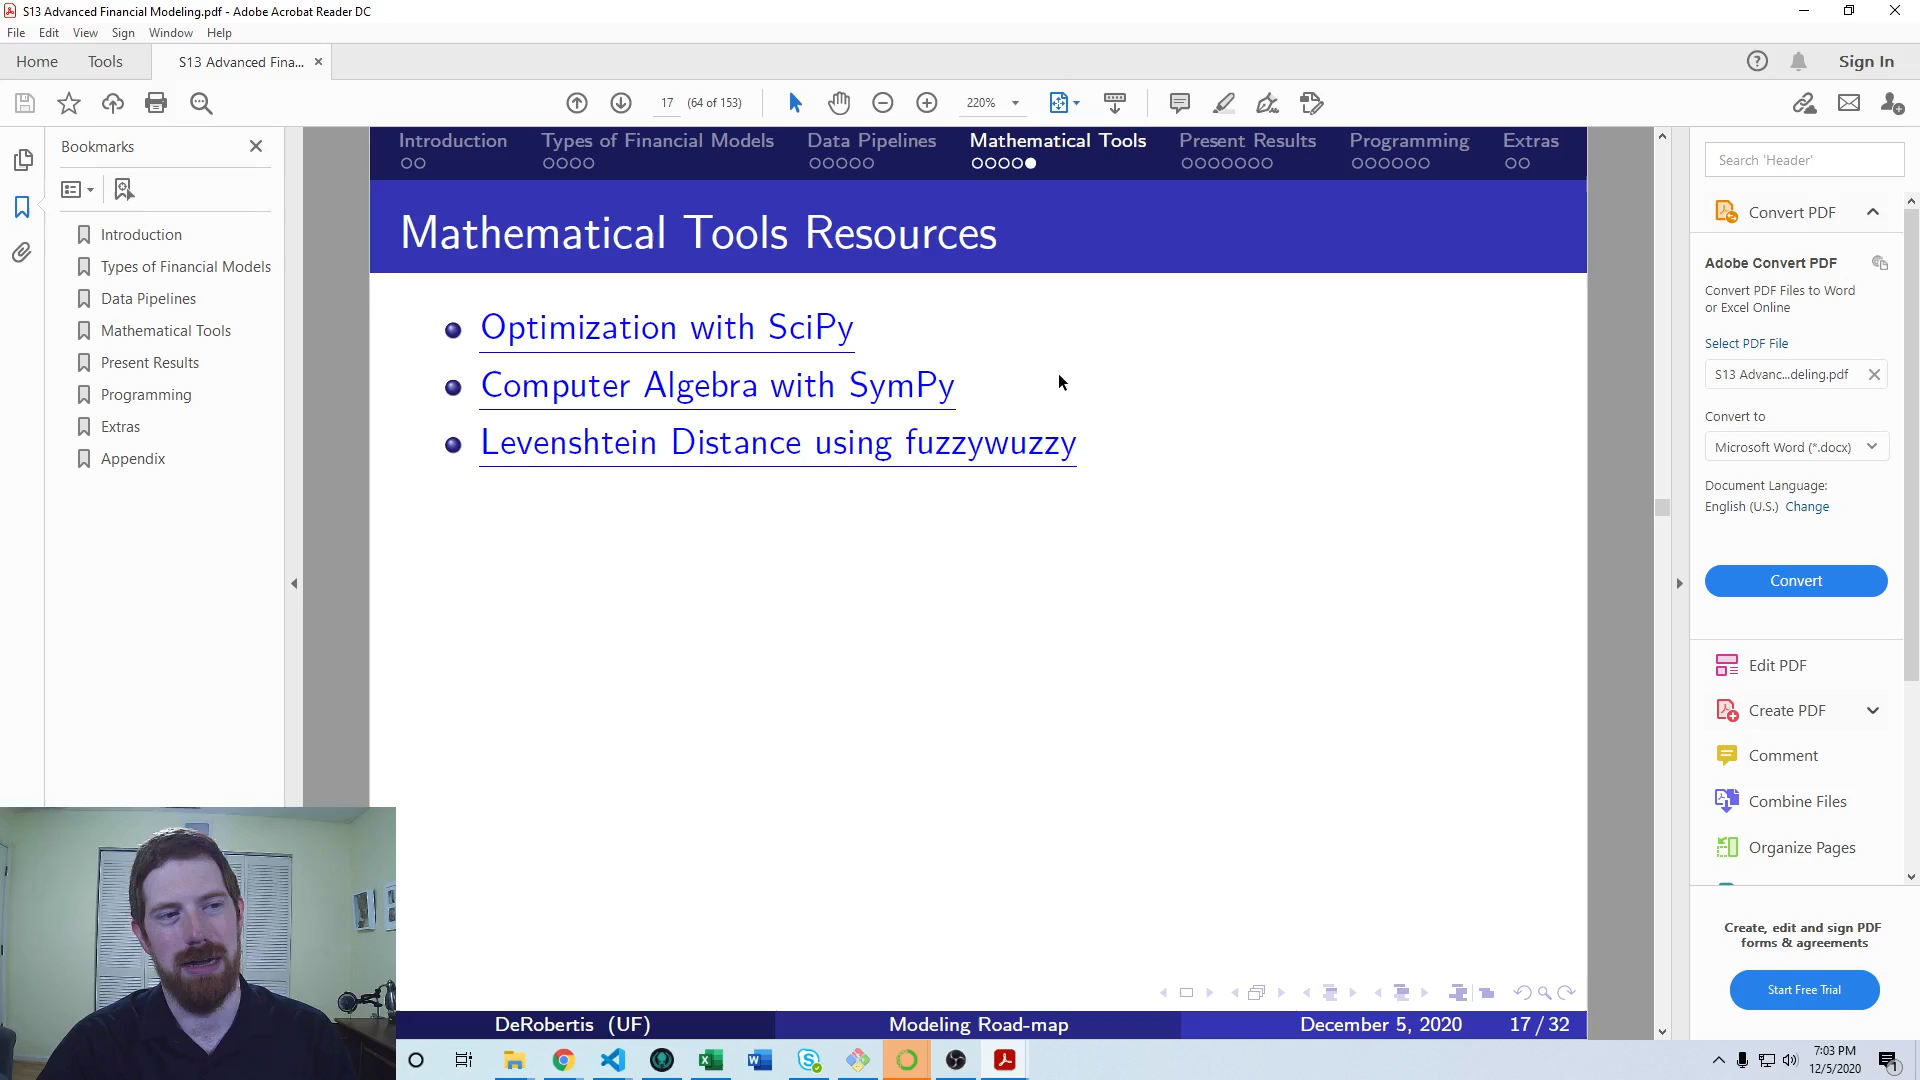 S13 Advanced Financial Modeling.pdf - Adobe Acrobat Reader DC
File Edit View Sign Window Help
Home Tools S13 Advanced Fina... Sign In
17 (64 of 153) 220%
Bookmarks
Introduction
Types of Financial Models
Data Pipelines
Mathematical Tools
Present Results
Programming
Extras
Appendix
Introduction Types of Financial Models Data Pipelines Mathematical Tools Present Results Programming Extras
Mathematical Tools Resources
Optimization with SciPy
Computer Algebra with SymPy
Levenshtein Distance using fuzzywuzzy
DeRobertis (UF) Modeling Road-map December 5, 2020 17 / 32
Search 'Header'
Convert PDF
Adobe Convert PDF
Convert PDF Files to Word
or Excel Online
Select PDF File
S13 Advanc...deling.pdf
Convert to
Microsoft Word (*.docx)
Document Language:
English (U.S.) Change
Convert
Edit PDF
Create PDF
Comment
Combine Files
Organize Pages
Create, edit and sign PDF
forms & agreements
Start Free Trial
7:03 PM
12/5/2020
1